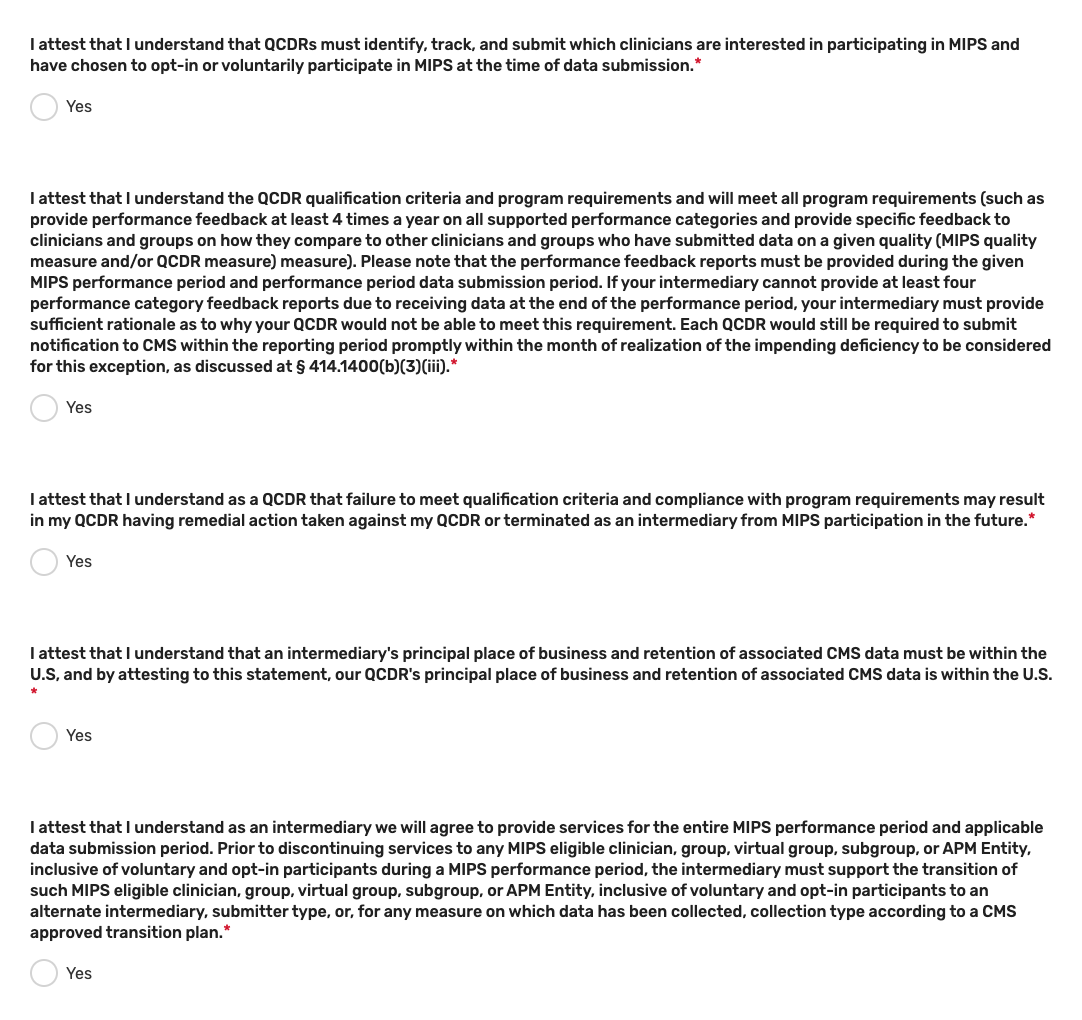 I attest that I understand that QCDRs must identify, track, and submit which clinicians are interested in participating in MIPS and
have chosen to opt-in or voluntarily participate in MIPS at the time of data submission.*
Yes
I attest that I understand the QCDR qualification criteria and program requirements and will meet all program requirements (such as
provide performance feedback at least 4 times a year on all supported performance categories and provide specific feedback to
clinicians and groups on how they compare to other clinicians and groups who have submitted data on a given quality (MIPS quality
measure and/or QCDR measure) measure). Please note that the performance feedback reports must be provided during the given
MIPS performance period and performance period data submission period. If your intermediary cannot provide at least four
performance category feedback reports due to receiving data at the end of the performance period, your intermediary must provide
sufficient rationale as to why your QCDR would not be able to meet this requirement. Each QCDR would still be required to submit
notification to CMS within the reporting period promptly within the month of realization of the impending deficiency to be considered
for this exception, as discussed at § 414.1400(b)(3)(iii).*
Yes
I attest that I understand as a QCDR that failure to meet qualification criteria and compliance with program requirements may result
in my QCDR having remedial action taken against my QCDR or terminated as an intermediary from MIPS participation in the future.*
Yes
I attest that I understand that an intermediary's principal place of business and retention of associated CMS data must be within the
U.S, and by attesting to this statement, our QCDR's principal place of business and retention of associated CMS data is within the U.S.
*
Yes
I attest that I understand as an intermediary we will agree to provide services for the entire MIPS performance period and applicable
data submission period. Prior to discontinuing services to any MIPS eligible clinician, group, virtual group, subgroup, or APM Entity,
inclusive of voluntary and opt-in participants during a MIPS performance period, the intermediary must support the transition of
such MIPS eligible clinician, group, virtual group, subgroup, or APM Entity, inclusive of voluntary and opt-in participants to an
alternate intermediary, submitter type, or, for any measure on which data has been collected, collection type according to a CMS
approved transition plan.*
Yes